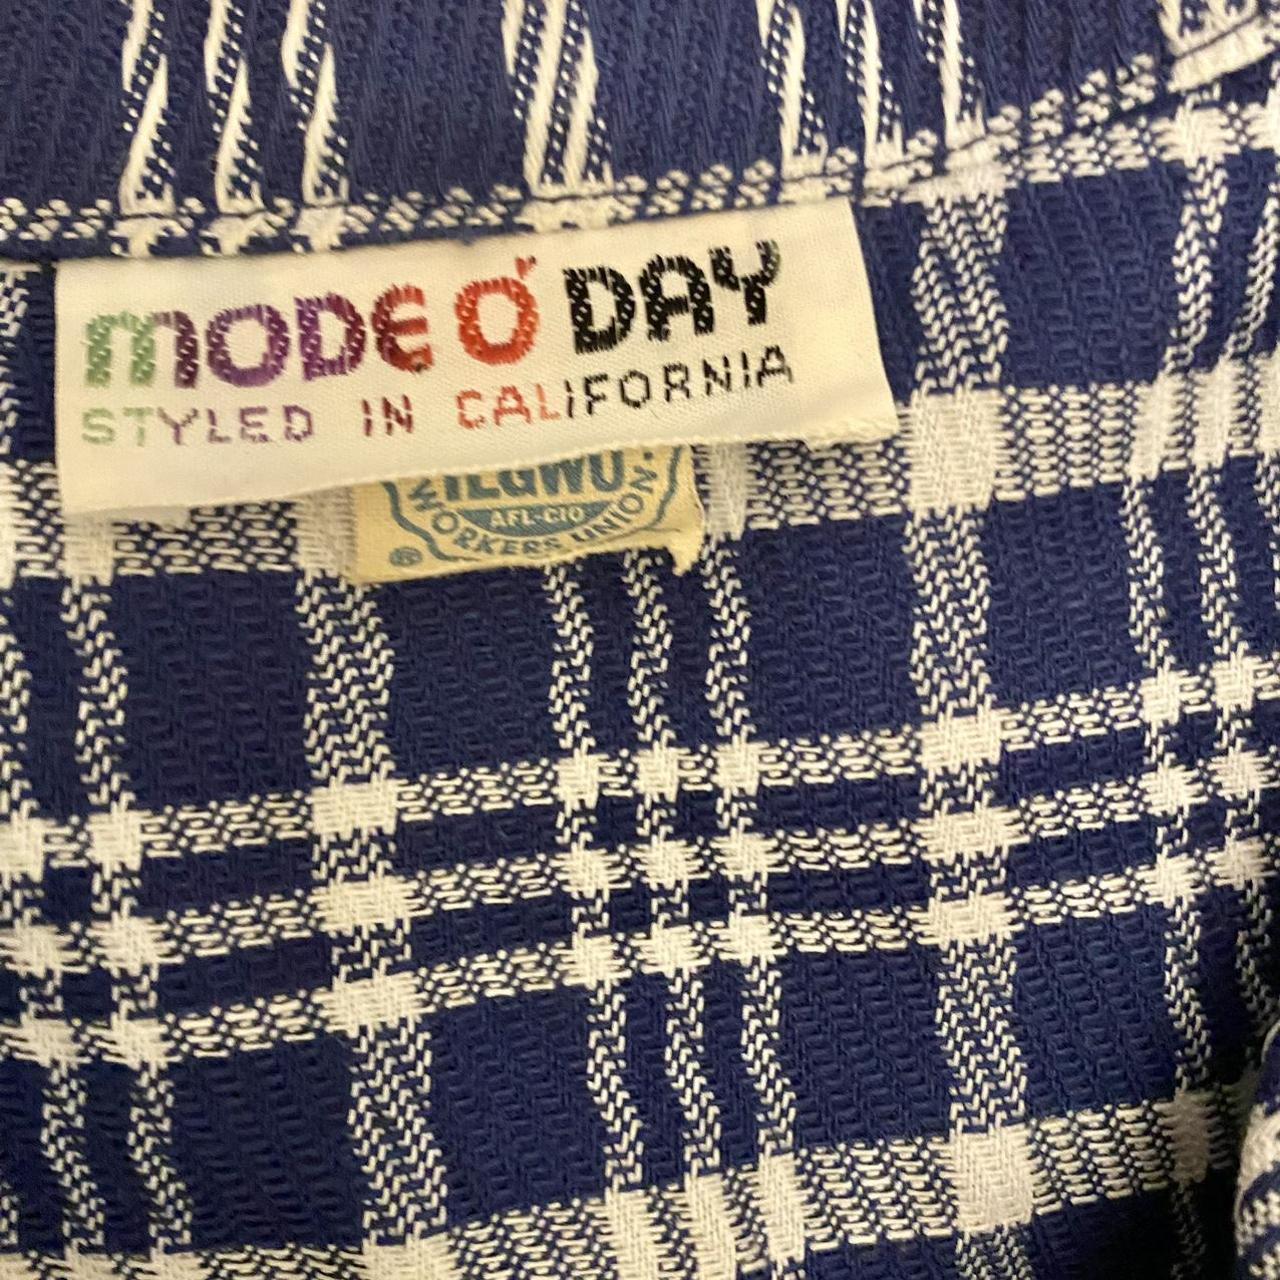 MODE O' DAY
STYLED IN CALIFORNIA
ILGWU
AFL-CIO
WORKERS UNION
®